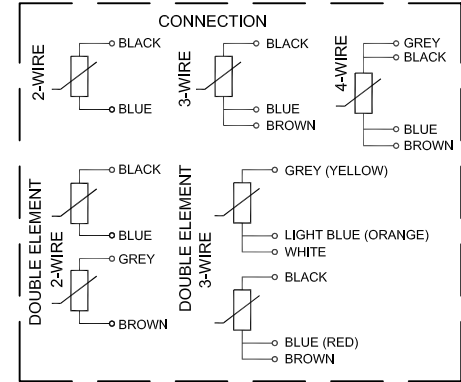 CONNECTION
2-WIRE
BLACK
BLUE
3-WIRE
BLACK
BLUE
BROWN
4-WIRE
GREY
BLACK
BLUE
BROWN
DOUBLE ELEMENT
2-WIRE
BLACK
BLUE
GREY
BROWN
DOUBLE ELEMENT
3-WIRE
GREY (YELLOW)
LIGHT BLUE (ORANGE)
WHITE
BLACK
BLUE (RED)
BROWN